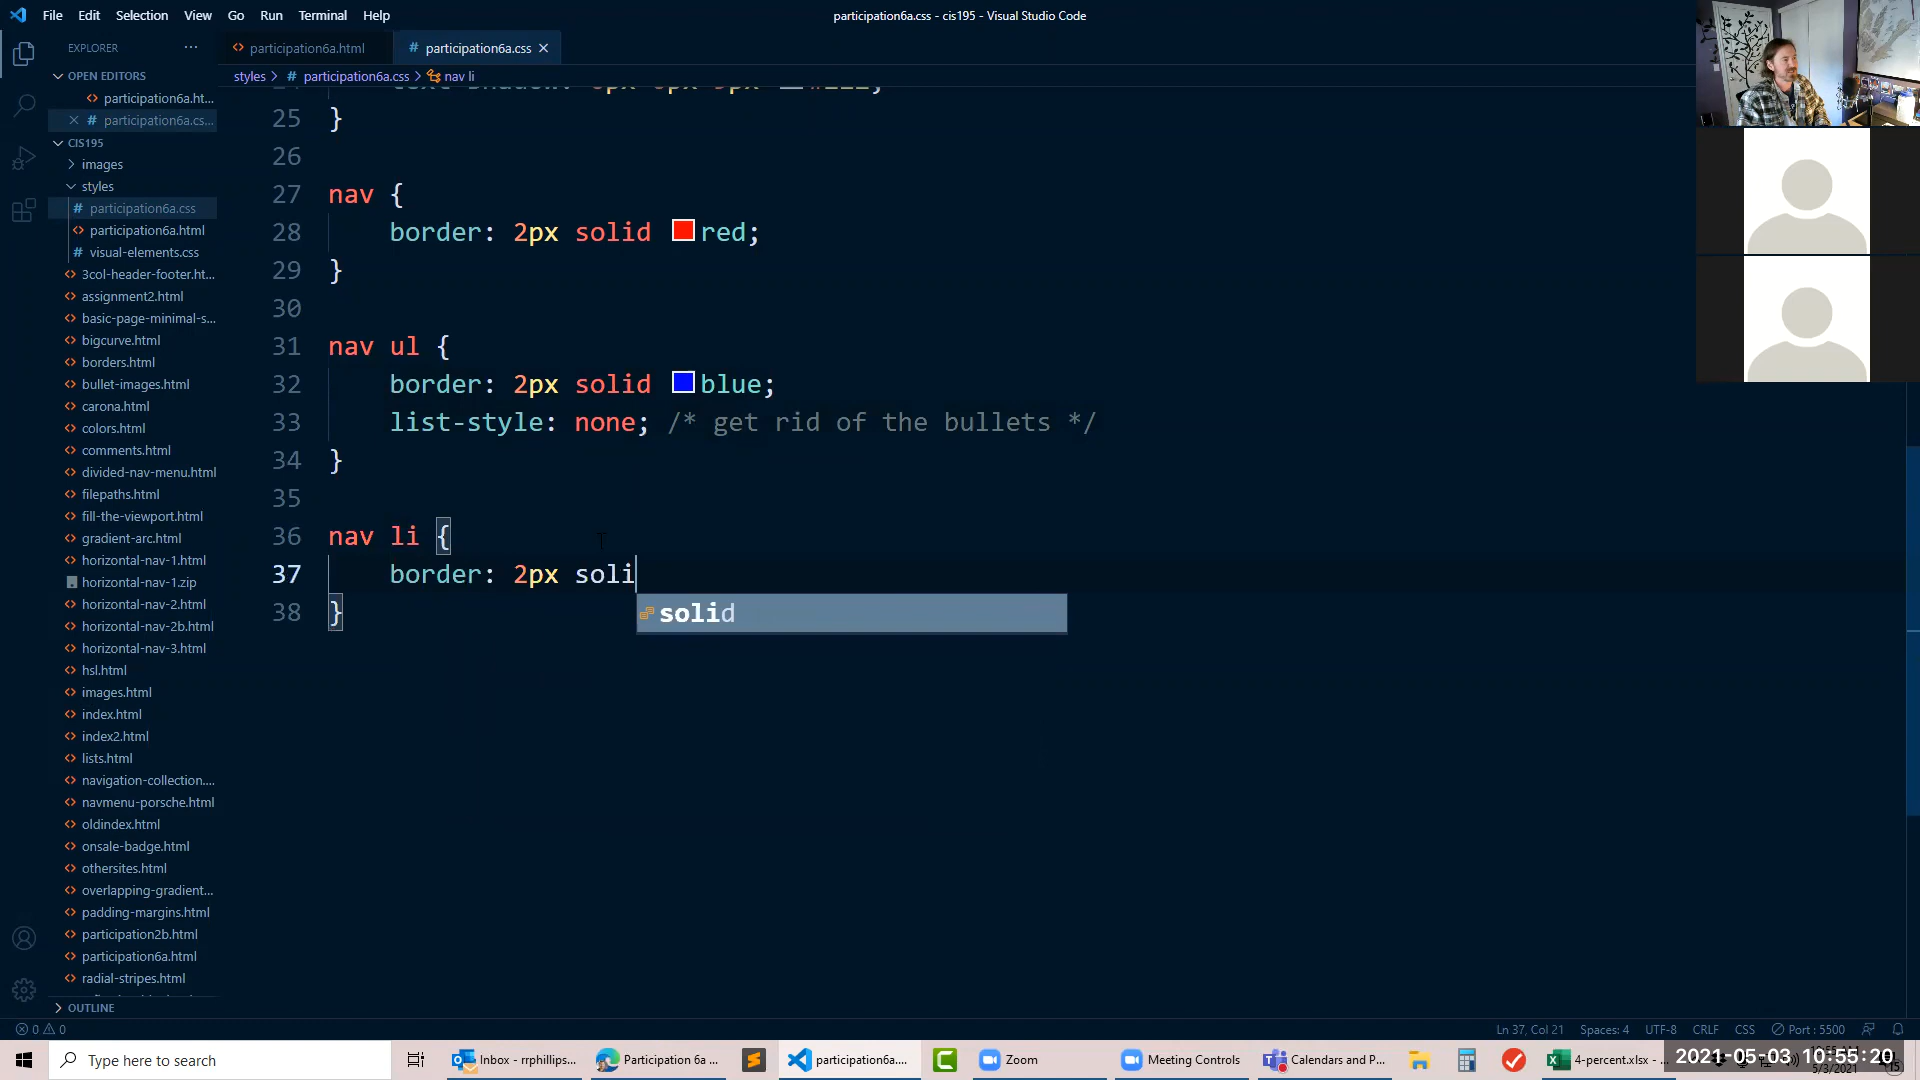 File Edit Selection View Go Run Terminal Help
participation6a.css - cis195 - Visual Studio Code
EXPLORER ...
participation6a.html
# participation6a.css ×
styles > # participation6a.css > nav li
OPEN EDITORS
participation6a.ht...
× # participation6a.cs...
CIS195
images
styles
# participation6a.css
participation6a.html
# visual-elements.css
3col-header-footer.ht...
assignment2.html
basic-page-minimal-s...
bigcurve.html
borders.html
bullet-images.html
carona.html
colors.html
comments.html
divided-nav-menu.html
filepaths.html
fill-the-viewport.html
gradient-arc.html
horizontal-nav-1.html
horizontal-nav-1.zip
horizontal-nav-2.html
horizontal-nav-2b.html
horizontal-nav-3.html
hsl.html
images.html
index.html
index2.html
lists.html
navigation-collection....
navmenu-porsche.html
oldindex.html
onsale-badge.html
othersites.html
overlapping-gradient...
padding-margins.html
participation2b.html
participation6a.html
radial-stripes.html
OUTLINE
25 }
26
27 nav {
28 border: 2px solid red;
29 }
30
31 nav ul {
32 border: 2px solid blue;
33 list-style: none; /* get rid of the bullets */
34 }
35
36 nav li {
37 border: 2px soli
solid
38 }
0 0
Ln 37, Col 21 Spaces: 4 UTF-8 CRLF CSS Port : 5500
Type here to search
Inbox - rrphillips...
Participation 6a ...
participation6a....
Zoom
Meeting Controls
Calendars and P...
4-percent.xlsx - ...
2021-05-03 10:55:20
5/3/2021
15